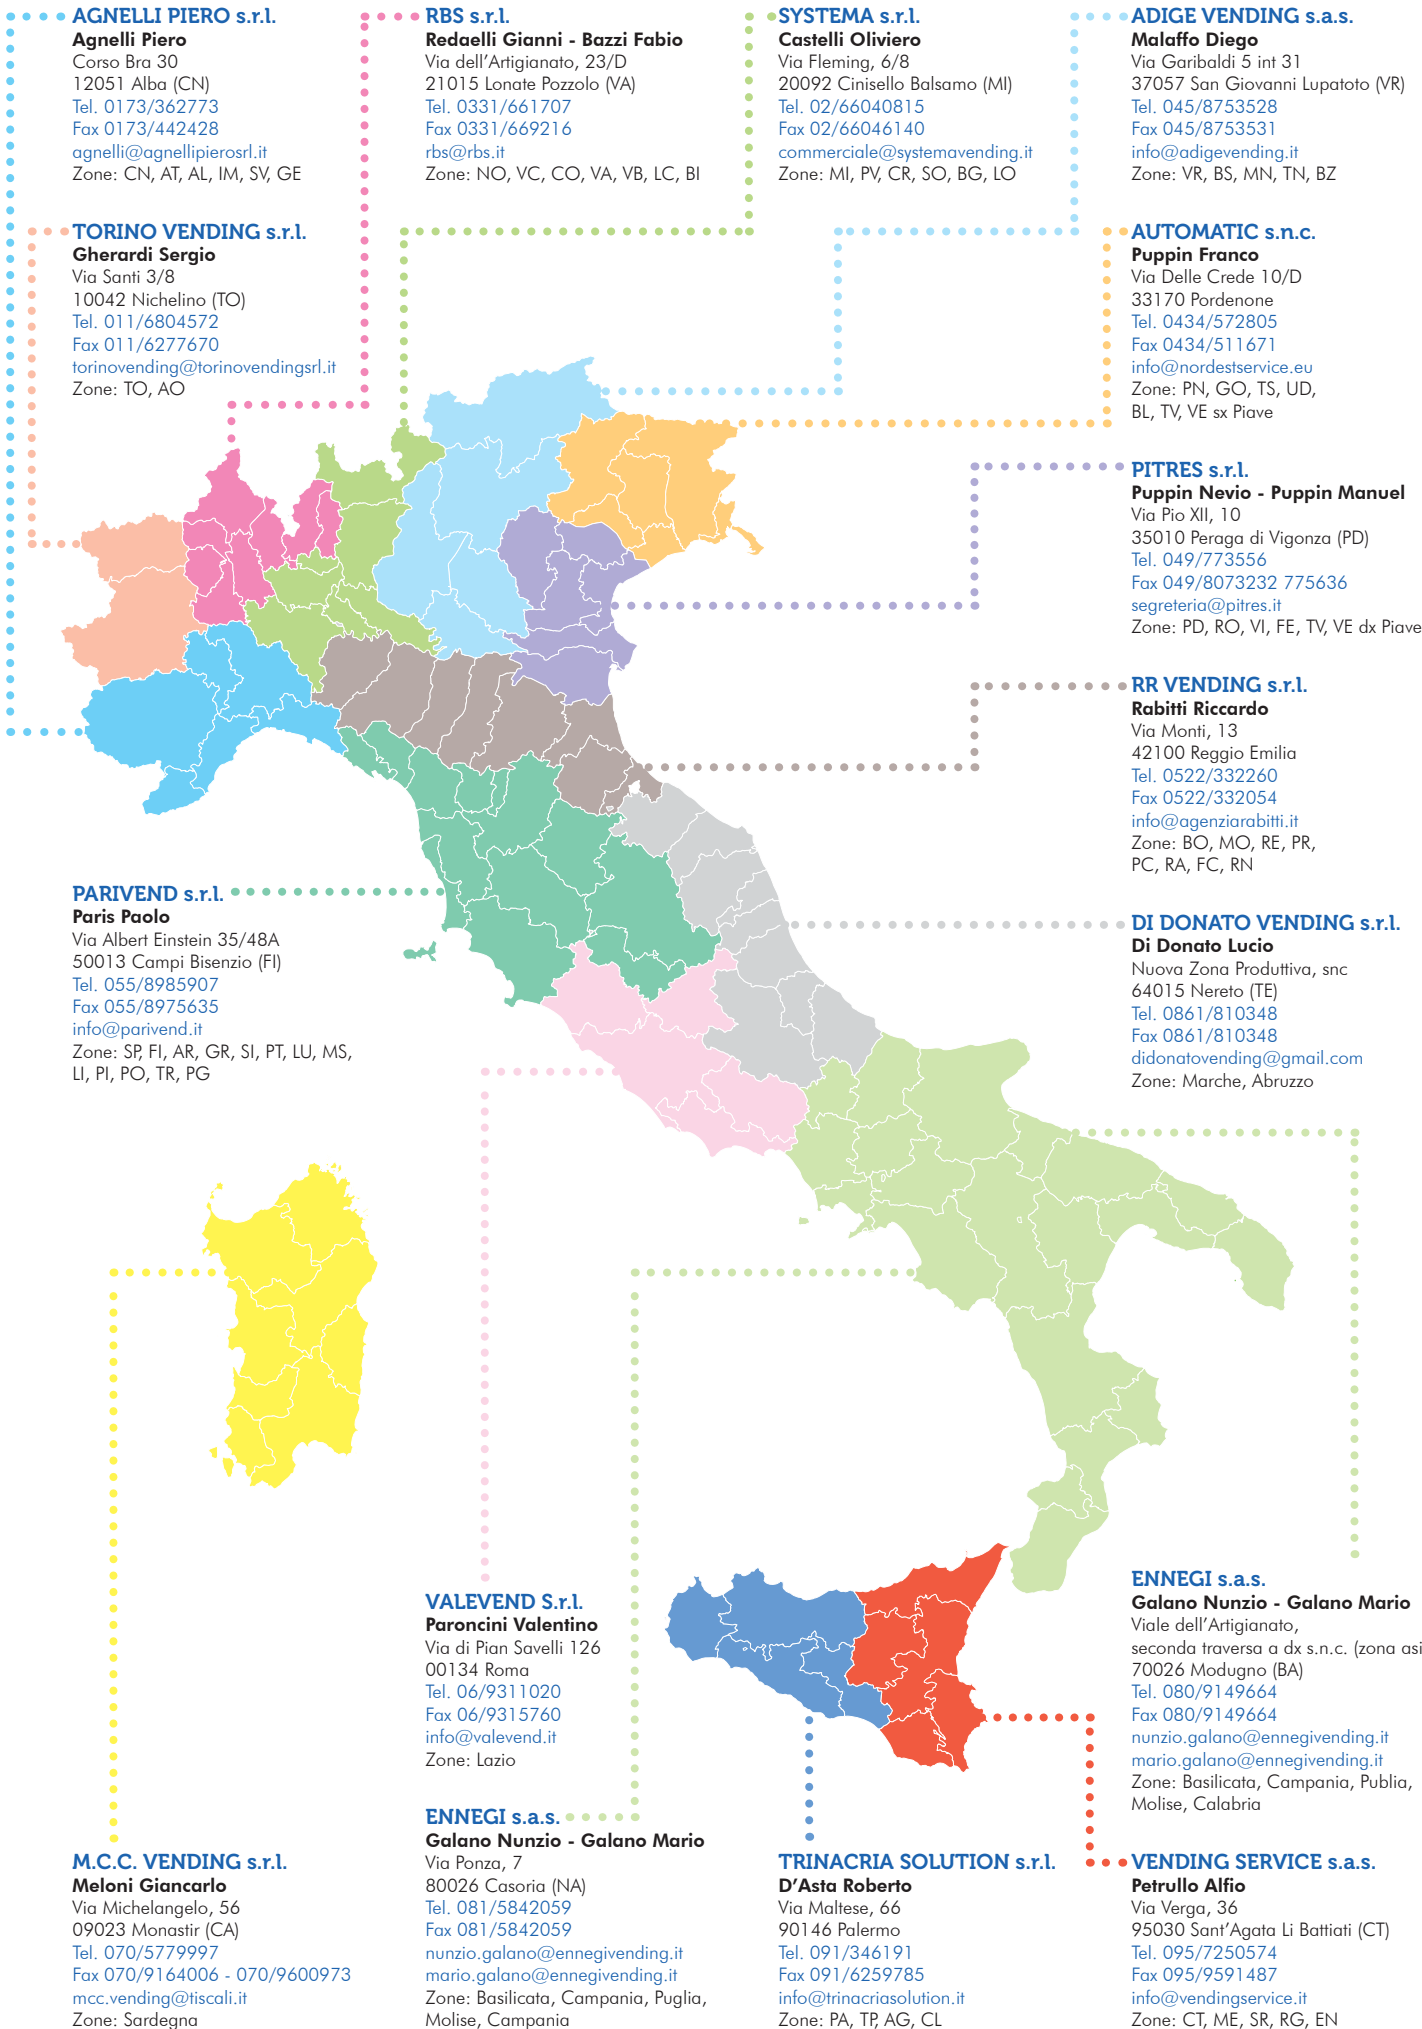 AGNELLI PIERO s.r.l.
Agnelli Piero
Corso Bra 30
12051 Alba (CN)
Tel. 0173/362773
Fax 0173/442428
agnelli@agnellipierosrl.it
Zone: CN, AT, AL, IM, SV, GE
RBS s.r.l.
Redaelli Gianni - Bazzi Fabio
Via dell'Artigianato, 23/D
21015 Lonate Pozzolo (VA)
Tel. 0331/661707
Fax 0331/669216
rbs@rbs.it
Zone: NO, VC, CO, VA, VB, LC, BI
SYSTEMA s.r.l.
Castelli Oliviero
Via Fleming, 6/8
20092 Cinisello Balsamo (MI)
Tel. 02/66040815
Fax 02/66046140
commerciale@systemavending.it
Zone: MI, PV, CR, SO, BG, LO
ADIGE VENDING s.a.s.
Malaffo Diego
Via Garibaldi 5 int 31
37057 San Giovanni Lupatoto (VR)
Tel. 045/8753528
Fax 045/8753531
info@adigevending.it
Zone: VR, BS, MN, TN, BZ
TORINO VENDING s.r.l.
Gherardi Sergio
Via Santi 3/8
10042 Nichelino (TO)
Tel. 011/6804572
Fax 011/6277670
torinovending@torinovendingsrl.it
Zone: TO, AO
AUTOMATIC s.n.c.
Puppin Franco
Via Delle Crede 10/D
33170 Pordenone
Tel. 0434/572805
Fax 0434/511671
info@nordestservice.eu
Zone: PN, GO, TS, UD,
BL, TV, VE sx Piave
PITRES s.r.l.
Puppin Nevio - Puppin Manuel
Via Pio XII, 10
35010 Peraga di Vigonza (PD)
Tel. 049/773556
Fax 049/8073232 775636
segreteria@pitres.it
Zone: PD, RO, VI, FE, TV, VE dx Piave
RR VENDING s.r.l.
Rabitti Riccardo
Via Monti, 13
42100 Reggio Emilia
Tel. 0522/332260
Fax 0522/332054
info@agenziarabitti.it
Zone: BO, MO, RE, PR,
PC, RA, FC, RN
PARIVEND s.r.l.
Paris Paolo
Via Albert Einstein 35/48A
50013 Campi Bisenzio (FI)
Tel. 055/8985907
Fax 055/8975635
info@parivend.it
Zone: SP, FI, AR, GR, SI, PT, LU, MS,
LI, PI, PO, TR, PG
DI DONATO VENDING s.r.l.
Di Donato Lucio
Nuova Zona Produttiva, snc
64015 Nereto (TE)
Tel. 0861/810348
Fax 0861/810348
didonatovending@gmail.com
Zone: Marche, Abruzzo
VALEVEND S.r.l.
Paroncini Valentino
Via di Pian Savelli 126
00134 Roma
Tel. 06/9311020
Fax 06/9315760
info@valevend.it
Zone: Lazio
ENNEGI s.a.s.
Galano Nunzio - Galano Mario
Viale dell'Artigianato,
seconda traversa a dx s.n.c. (zona asi
70026 Modugno (BA)
Tel. 080/9149664
Fax 080/9149664
nunzio.galano@ennegivending.it
mario.galano@ennegivending.it
Zone: Basilicata, Campania, Publia,
Molise, Calabria
M.C.C. VENDING s.r.l.
Meloni Giancarlo
Via Michelangelo, 56
09023 Monastir (CA)
Tel. 070/5779997
Fax 070/9164006 - 070/9600973
mcc.vending@tiscali.it
Zone: Sardegna
ENNEGI s.a.s.
Galano Nunzio - Galano Mario
Via Ponza, 7
80026 Casoria (NA)
Tel. 081/5842059
Fax 081/5842059
nunzio.galano@ennegivending.it
mario.galano@ennegivending.it
Zone: Basilicata, Campania, Puglia,
Molise, Campania
TRINACRIA SOLUTION s.r.l.
D'Asta Roberto
Via Maltese, 66
90146 Palermo
Tel. 091/346191
Fax 091/6259785
info@trinacriasolution.it
Zone: PA, TP, AG, CL
VENDING SERVICE s.a.s.
Petrullo Alfio
Via Verga, 36
95030 Sant'Agata Li Battiati (CT)
Tel. 095/7250574
Fax 095/9591487
info@vendingservice.it
Zone: CT, ME, SR, RG, EN